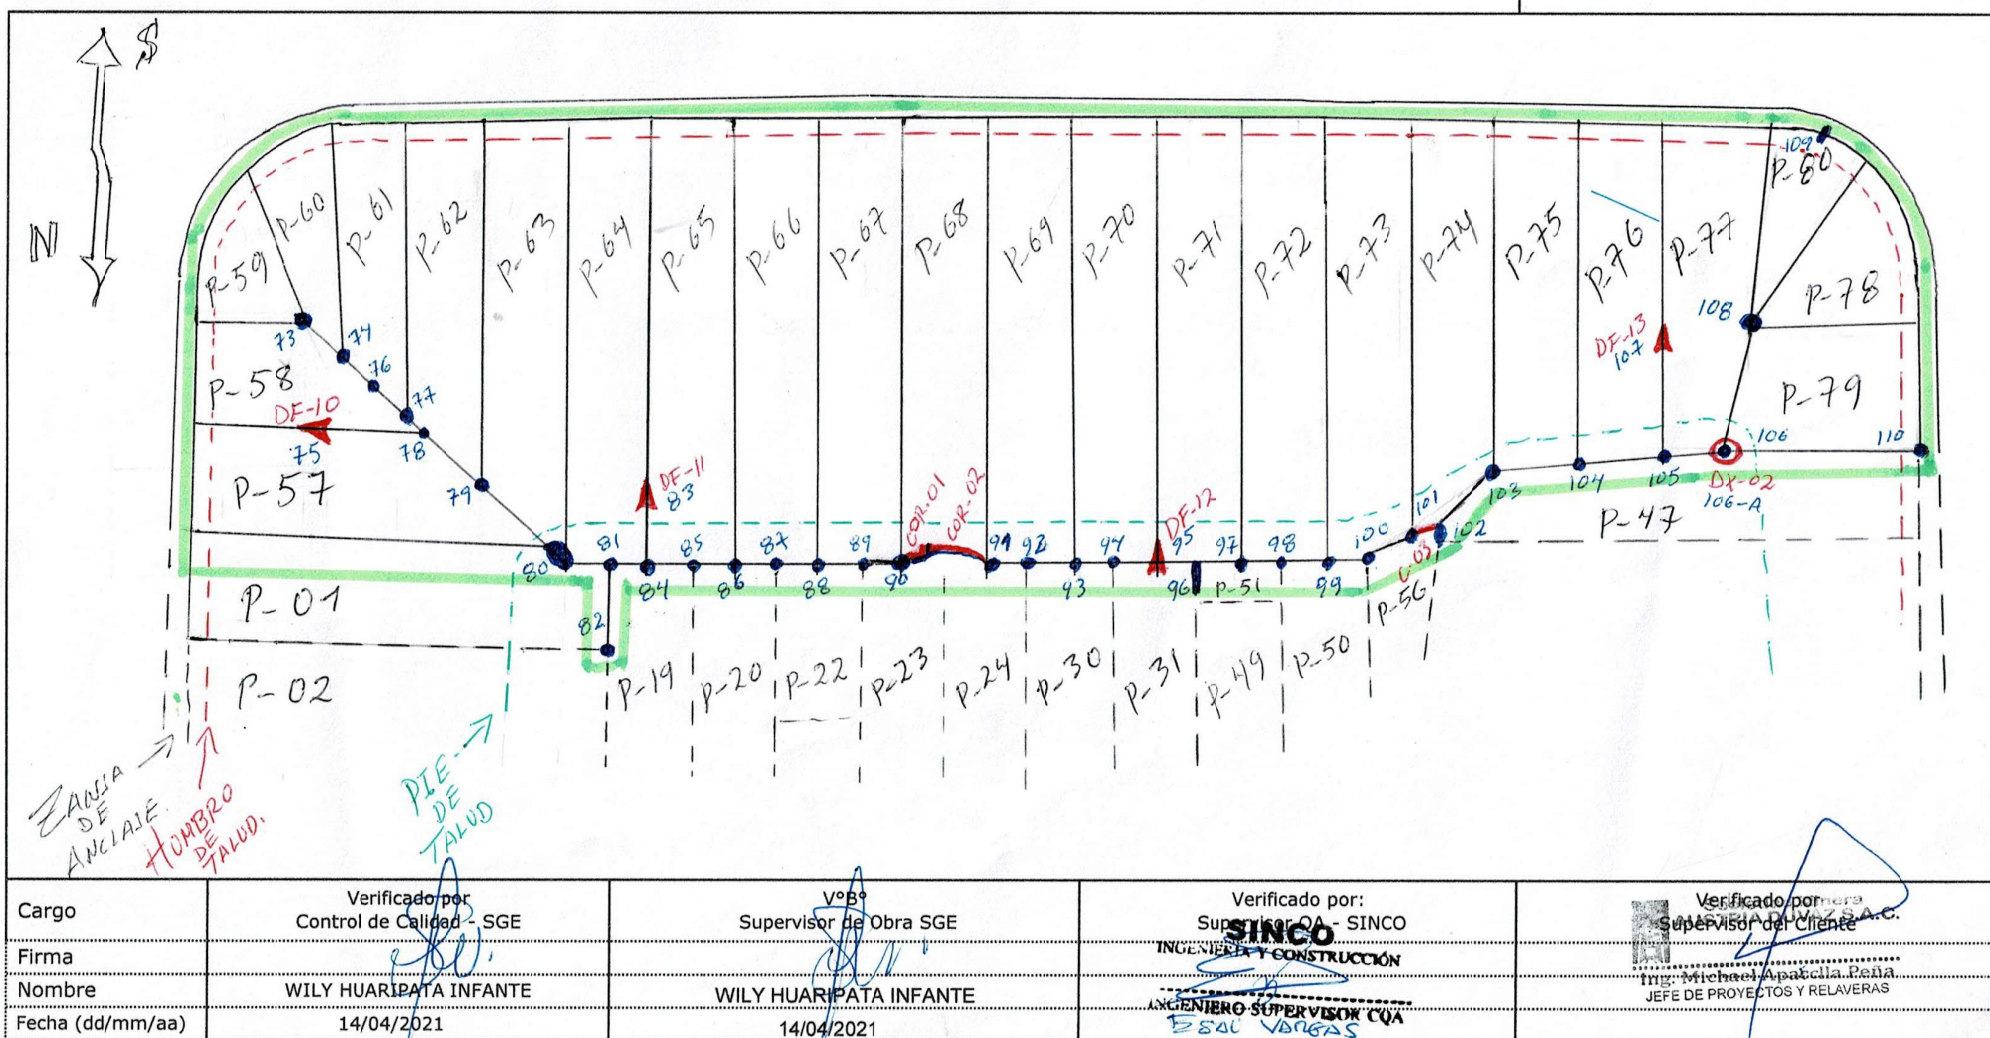 S
N
P-59
P-60
P-61
P-62
P-63
P-64
P-65
P-66
P-67
P-68
P-69
P-70
P-71
P-72
P-73
P-74
P-75
P-76
P-77
109
P-80
P-78
108
73
74
76
77
P-58
DF-10
75
78
P-57
79
DF-11
83
COR.01
COR-02
DF-12
DF-13
107
P-79
106
110
DX-02
106-A
103
104
105
P-47
80
81
84
85
86
87
88
89
90
91
92
93
94
95
96
97
98
99
100
101
102
C-03
P-51
P-56
P-01
82
P-02
P-19
P-20
P-22
P-23
P-24
P-30
P-31
P-49
P-50
ZANJA
DE
ANCLAJE.
HOMBRO
DE
TALUD.
PIE
DE
TALUD
Cargo
Verificado por
Control de Calidad - SGE
V°B°
Supervisor de Obra SGE
Verificado por:
Supervisor QA - SINCO
Verificado por
Supervisor del Cliente
AUSTRIA DUVAZ S.A.C.
Firma
SINCO
INGENIERIA Y CONSTRUCCIÓN
Nombre
WILY HUARIPATA INFANTE
WILY HUARIPATA INFANTE
INGENIERO SUPERVISOR CQA
Ing. Michael Peña
JEFE DE PROYECTOS Y RELAVERAS
Fecha (dd/mm/aa)
14/04/2021
14/04/2021
ESAU VARGAS